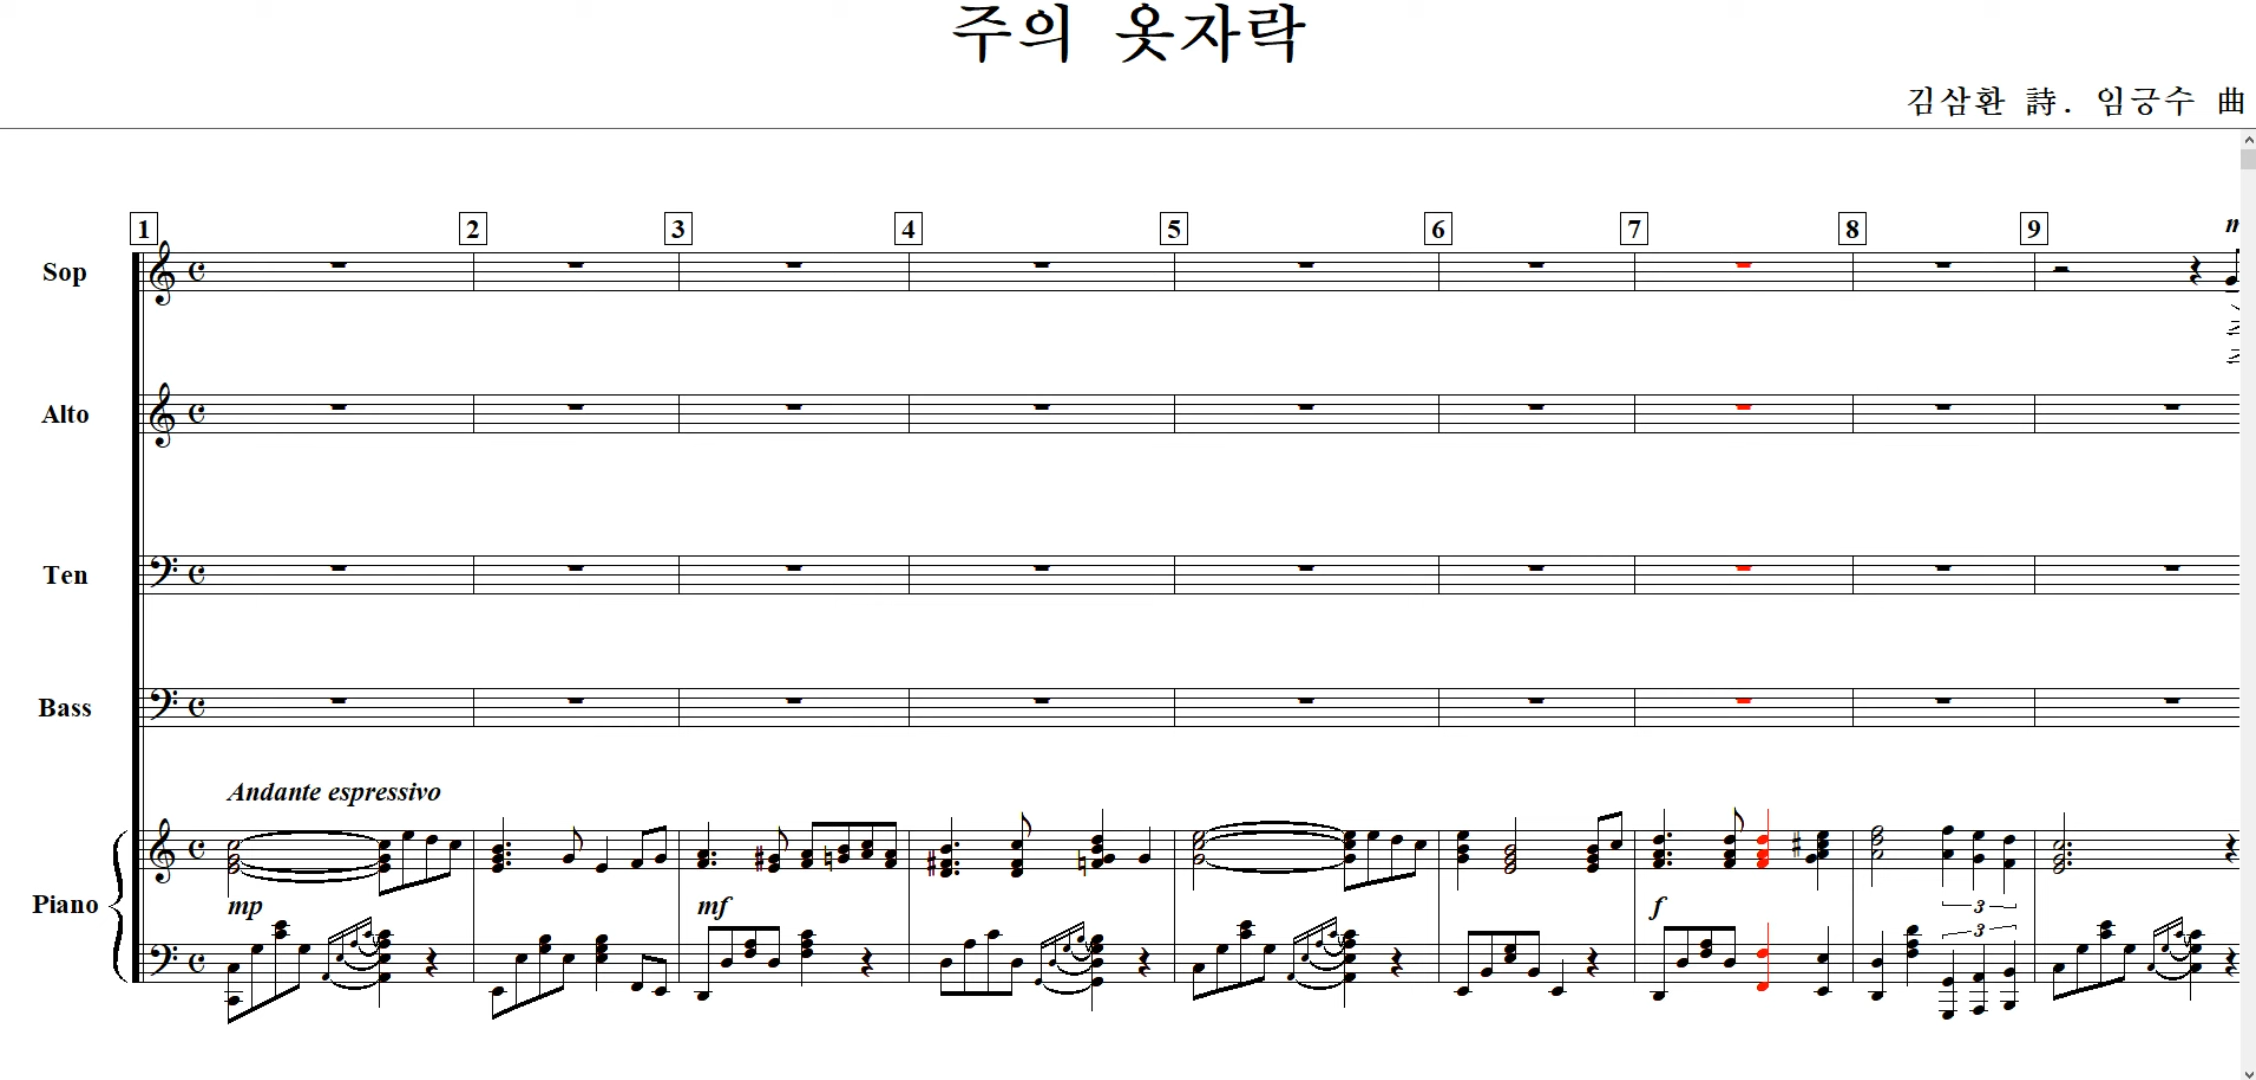 주의 옷자락
김삼환 詩. 임긍수 曲
1 2 3 4 5 6 7 8 9
Sop
Alto
Ten
Bass
Andante espressivo
Piano
mp mf f
3
3